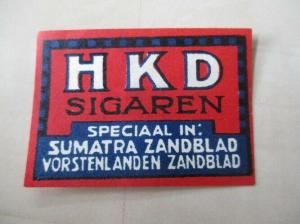 HKD
SIGAREN
SPECIAAL IN:
SUMATRA ZANDBLAD
VORSTENLANDEN ZANDBLAD